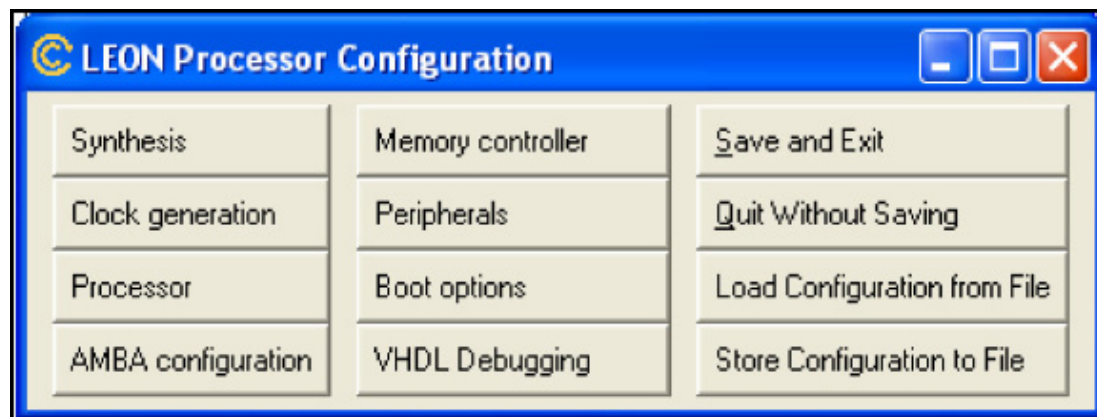 LEON Processor Configuration
Synthesis Memory controller Save and Exit
Clock generation Peripherals Quit Without Saving
Processor Boot options Load Configuration from File
AMBA configuration VHDL Debugging Store Configuration to File